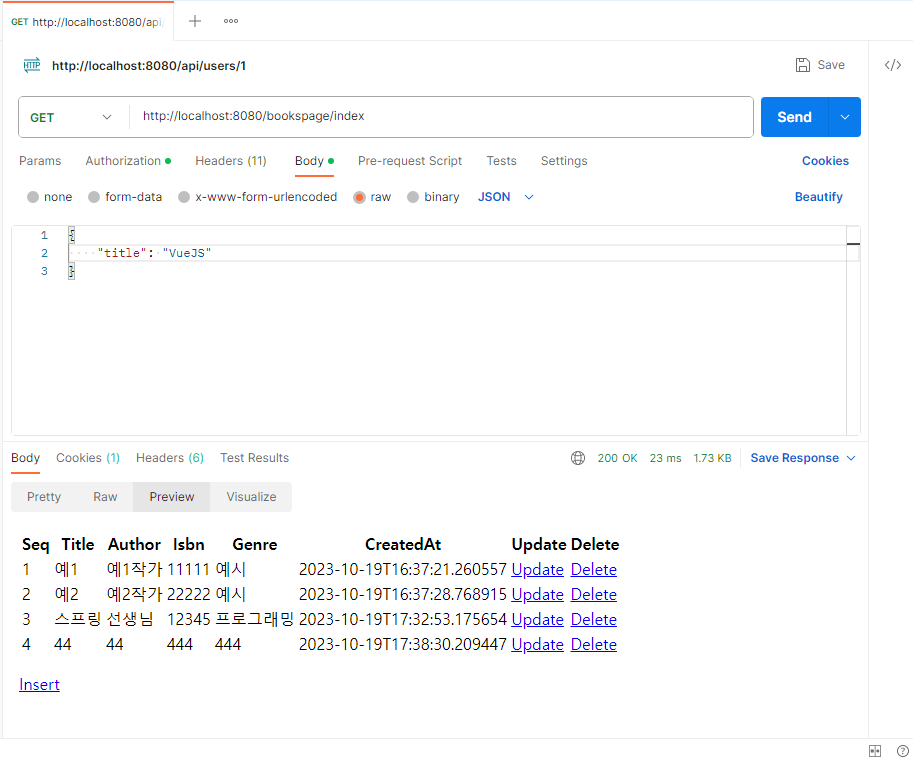 GET http://localhost:8080/api/
HTTP http://localhost:8080/api/users/1 Save </>
GET http://localhost:8080/bookspage/index Send
Params Authorization Headers (11) Body Pre-request Script Tests Settings Cookies
none form-data x-www-form-urlencoded raw binary JSON Beautify
1 {
2 "title": "VueJS"
3 }
Body Cookies (1) Headers (6) Test Results 200 OK 23 ms 1.73 KB Save Response
Pretty Raw Preview Visualize
Seq Title Author Isbn Genre CreatedAt Update Delete
1 예1 예1작가 11111 예시 2023-10-19T16:37:21.260557 Update Delete
2 예2 예2작가 22222 예시 2023-10-19T16:37:28.768915 Update Delete
3 스프링 선생님 12345 프로그래밍 2023-10-19T17:32:53.175654 Update Delete
4 44 44 444 444 2023-10-19T17:38:30.209447 Update Delete
Insert